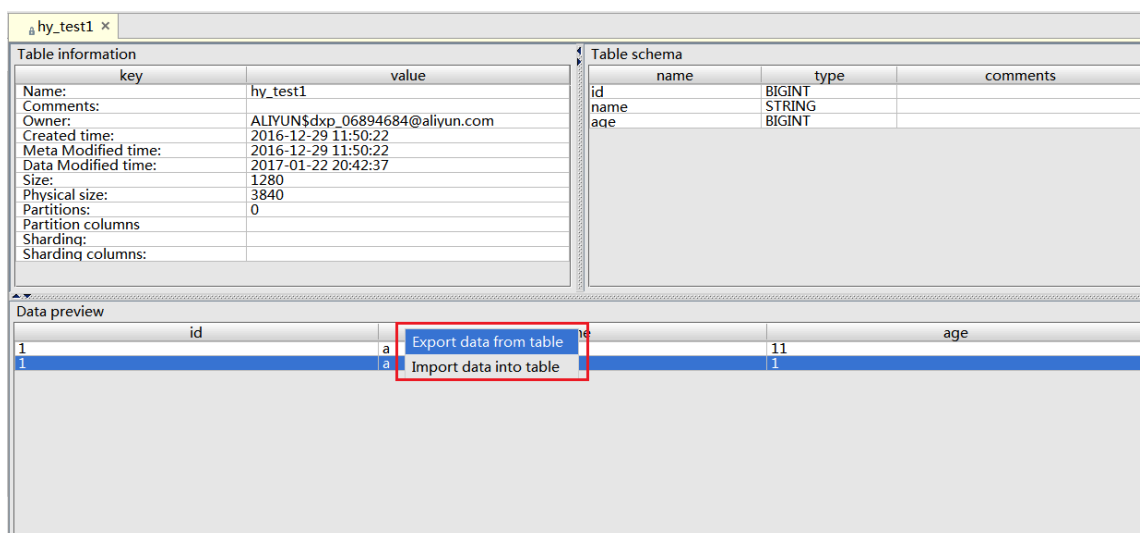 hy_test1 ×
Table information
key value
Name: hy_test1
Comments:
Owner: ALIYUN$dxp_06894684@aliyun.com
Created time: 2016-12-29 11:50:22
Meta Modified time: 2016-12-29 11:50:22
Data Modified time: 2017-01-22 20:42:37
Size: 1280
Physical size: 3840
Partitions: 0
Partition columns
Sharding:
Sharding columns:
Table schema
name type comments
id BIGINT
name STRING
age BIGINT
Data preview
id age
1 a 11
1 a 1
Export data from table
Import data into table